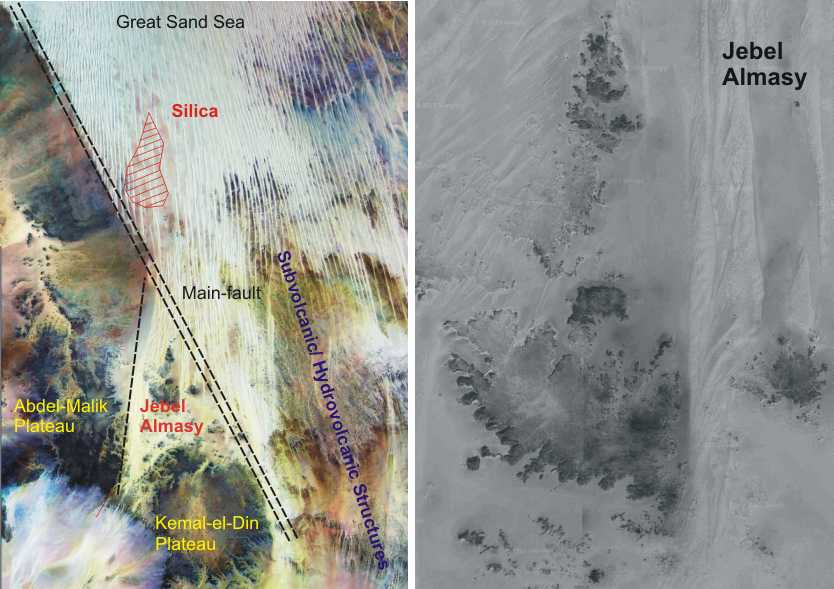 Great Sand Sea
Silica
Main-fault
Subvolcanic/ Hydrovolcanic Structures
Abdel-Malik
Plateau
Jebel
Almasy
Kemal-el-Din
Plateau
Jebel
Almasy